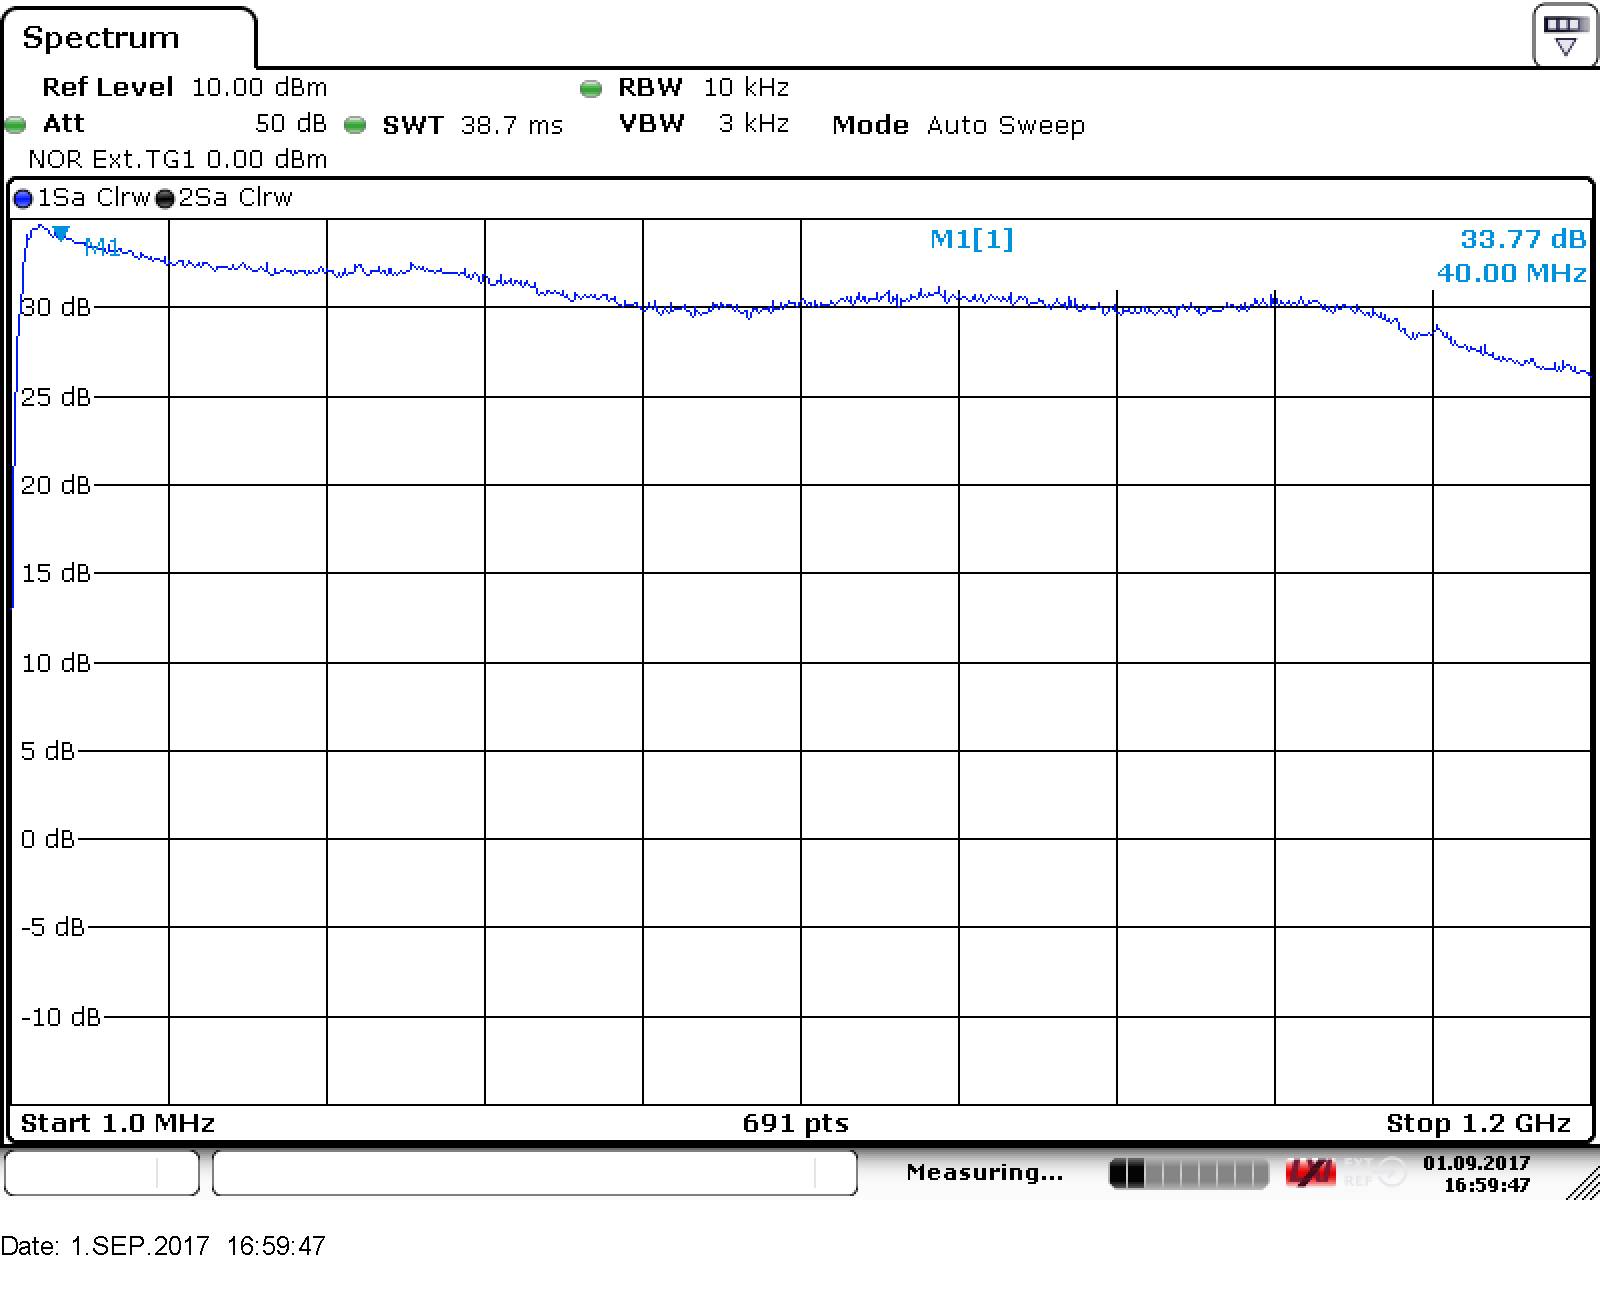 Spectrum
Ref Level 10.00 dBm RBW 10 kHz
Att 50 dB SWT 38.7 ms VBW 3 kHz Mode Auto Sweep
NOR Ext.TG1 0.00 dBm
1Sa Clrw 2Sa Clrw
M1 M1[1] 33.77 dB
40.00 MHz
30 dB
25 dB
20 dB
15 dB
10 dB
5 dB
0 dB
-5 dB
-10 dB
Start 1.0 MHz 691 pts Stop 1.2 GHz
Measuring... LXI EXT REF 01.09.2017
16:59:47
Date: 1.SEP.2017 16:59:47